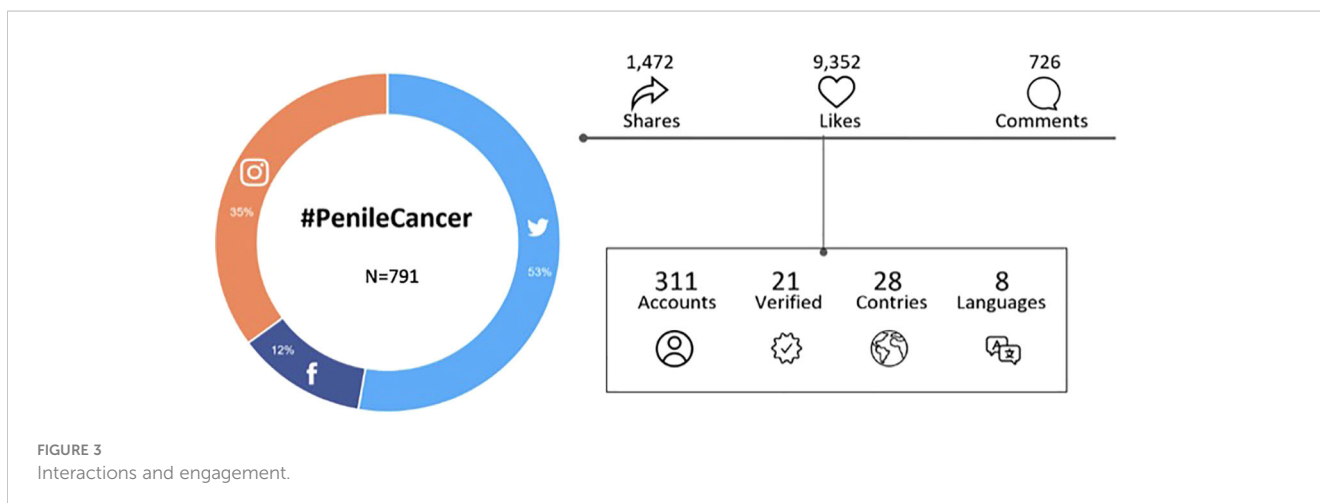 1,472
Shares
9,352
Likes
726
Comments
35%
#PenileCancer
N=791
53%
12%
311
Accounts
21
Verified
28
Contries
8
Languages
FIGURE 3
Interactions and engagement.